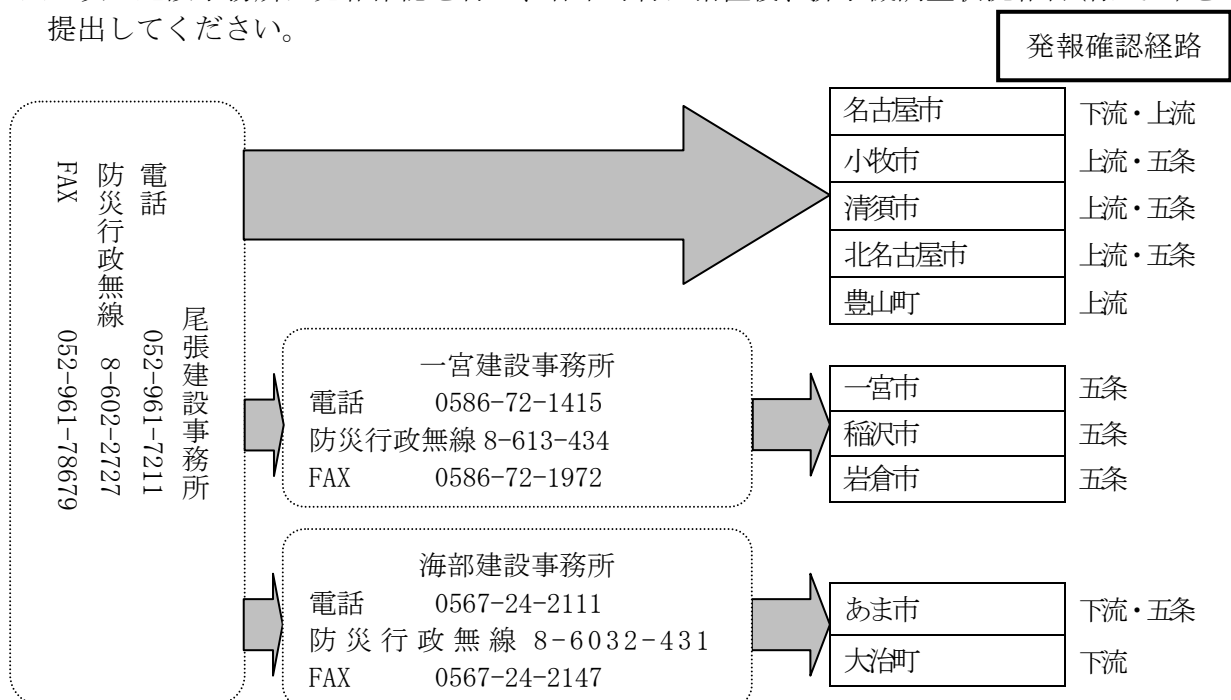 提出してください。
発報確認経路
尾張建設事務所
電話 052-961-7211
防災行政無線 8-602-2727
FAX 052-961-78679
名古屋市 下流・上流
小牧市 上流・五条
清須市 上流・五条
北名古屋市 上流・五条
豊山町 上流
一宮建設事務所
電話 0586-72-1415
防災行政無線 8-613-434
FAX 0586-72-1972
一宮市 五条
稲沢市 五条
岩倉市 五条
海部建設事務所
電話 0567-24-2111
防災行政無線 8-6032-431
FAX 0567-24-2147
あま市 下流・五条
大治町 下流